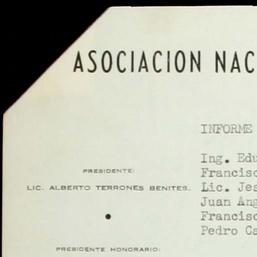 ASOCIACION NAC
INFORME
PRESIDENTE:
LIC. ALBERTO TERRONES BENITES.
PRESIDENTE HONORARIO:
Ing. Edu
Francisc
Lic. Jes
Juan Ang
Francisc
Pedro Ca